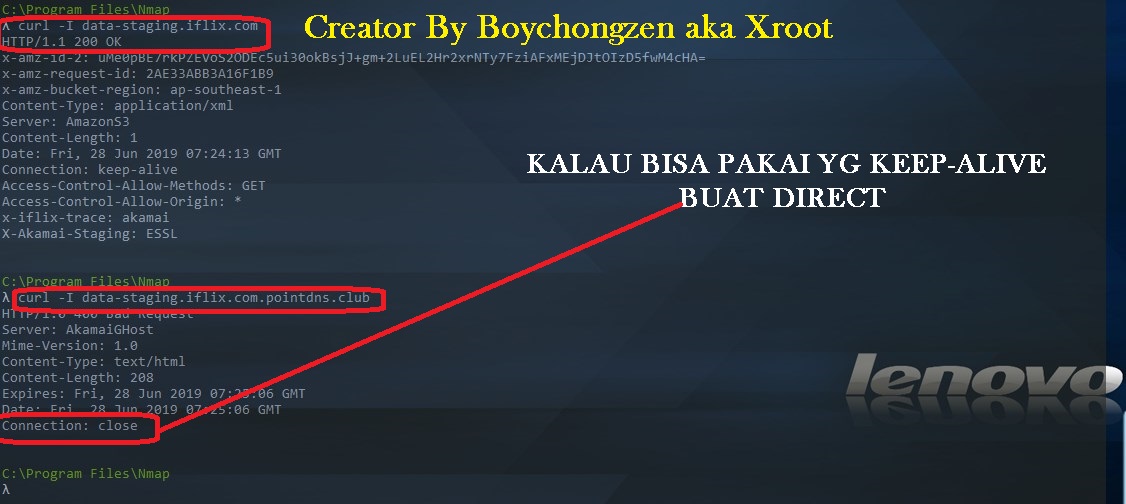 C:\Program Files\Nmap
λ curl -I data-staging.iflix.com
Creator By Boychongzen aka Xroot
HTTP/1.1 200 OK
x-amz-id-2: uMe0pBE7rkPZEVoS2ODEc5ui30okBsjJ+gm+2LuEL2Hr2xrNTy7FziAFxMEjDJtOIzD5fwM4cHA=
x-amz-request-id: 2AE33ABB3A16F1B9
x-amz-bucket-region: ap-southeast-1
Content-Type: application/xml
Server: AmazonS3
Content-Length: 1
Date: Fri, 28 Jun 2019 07:24:13 GMT
Connection: keep-alive
Access-Control-Allow-Methods: GET
Access-Control-Allow-Origin: *
x-iflix-trace: akamai
X-Akamai-Staging: ESSL
KALAU BISA PAKAI YG KEEP-ALIVE
BUAT DIRECT
C:\Program Files\Nmap
λ curl -I data-staging.iflix.com.pointdns.club
HTTP/1.0 400 Bad Request
Server: AkamaiGHost
Mime-Version: 1.0
Content-Type: text/html
Content-Length: 208
Expires: Fri, 28 Jun 2019 07:25:06 GMT
Date: Fri, 28 Jun 2019 07:25:06 GMT
Connection: close
lenovo
C:\Program Files\Nmap
λ